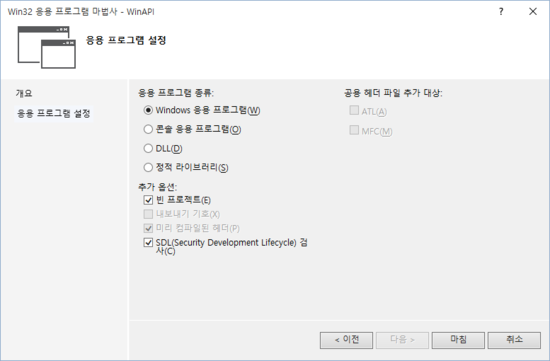 Win32 응용 프로그램 마법사 - WinAPI
응용 프로그램 설정
개요
응용 프로그램 설정
응용 프로그램 종류:
Windows 응용 프로그램(W)
콘솔 응용 프로그램(O)
DLL(D)
정적 라이브러리(S)
추가 옵션:
빈 프로젝트(E)
내보내기 기호(X)
미리 컴파일된 헤더(P)
SDL(Security Development Lifecycle) 검
사(C)
공용 헤더 파일 추가 대상:
ATL(A)
MFC(M)
< 이전
다음 >
마침
취소